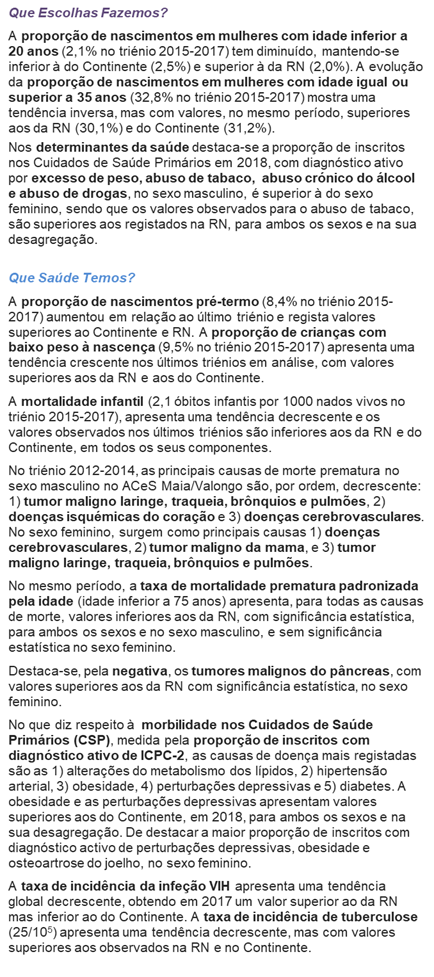 Que Escolhas Fazemos?
A proporção de nascimentos em mulheres com idade inferior a
20 anos (2,1% no triénio 2015-2017) tem diminuído, mantendo-se
inferior à do Continente (2,5%) e superior à da RN (2,0%). A evolução
da proporção de nascimentos em mulheres com idade igual ou
superior a 35 anos (32,8% no triénio 2015-2017) mostra uma
tendência inversa, mas com valores, no mesmo período, superiores
aos da RN (30,1%) e do Continente (31,2%).
Nos determinantes da saúde destaca-se a proporção de inscritos
nos Cuidados de Saúde Primários em 2018, com diagnóstico ativo
por excesso de peso, abuso de tabaco, abuso crónico do álcool
e abuso de drogas, no sexo masculino, é superior à do sexo
feminino, sendo que os valores observados para o abuso de tabaco,
são superiores aos registados na RN, para ambos os sexos e na sua
desagregação.
Que Saúde Temos?
A proporção de nascimentos pré-termo (8,4% no triénio 2015-
2017) aumentou em relação ao último triénio e regista valores
superiores ao Continente e RN. A proporção de crianças com
baixo peso à nascença (9,5% no triénio 2015-2017) apresenta uma
tendência crescente nos últimos triénios em análise, com valores
superiores aos da RN e aos do Continente.
A mortalidade infantil (2,1 óbitos infantis por 1000 nados vivos no
triénio 2015-2017), apresenta uma tendência decrescente e os
valores observados nos últimos triénios são inferiores aos da RN e do
Continente, em todos os seus componentes.
No triénio 2012-2014, as principais causas de morte prematura no
sexo masculino no ACeS Maia/Valongo são, por ordem, decrescente:
1) tumor maligno laringe, traqueia, brônquios e pulmões, 2)
doenças isquémicas do coração e 3) doenças cerebrovasculares.
No sexo feminino, surgem como principais causas 1) doenças
cerebrovasculares, 2) tumor maligno da mama, e 3) tumor
maligno laringe, traqueia, brônquios e pulmões.
No mesmo período, a taxa de mortalidade prematura padronizada
pela idade (idade inferior a 75 anos) apresenta, para todas as causas
de morte, valores inferiores aos da RN, com significância estatística,
para ambos os sexos e no sexo masculino, e sem significância
estatística no sexo feminino.
Destaca-se, pela negativa, os tumores malignos do pâncreas, com
valores superiores aos da RN com significância estatística, no sexo
feminino.
No que diz respeito à morbilidade nos Cuidados de Saúde
Primários (CSP), medida pela proporção de inscritos com
diagnóstico ativo de ICPC-2, as causas de doença mais registadas
são as 1) alterações do metabolismo dos lípidos, 2) hipertensão
arterial, 3) obesidade, 4) perturbações depressivas e 5) diabetes. A
obesidade e as perturbações depressivas apresentam valores
superiores aos do Continente, em 2018, para ambos os sexos e na
sua desagregação. De destacar a maior proporção de inscritos com
diagnóstico activo de perturbações depressivas, obesidade e
osteoartrose do joelho, no sexo feminino.
A taxa de incidência da infeção VIH apresenta uma tendência
global decrescente, obtendo em 2017 um valor superior ao da RN
mas inferior ao do Continente. A taxa de incidência de tuberculose
(25/10⁵) apresenta uma tendência decrescente, mas com valores
superiores aos observados na RN e no Continente.